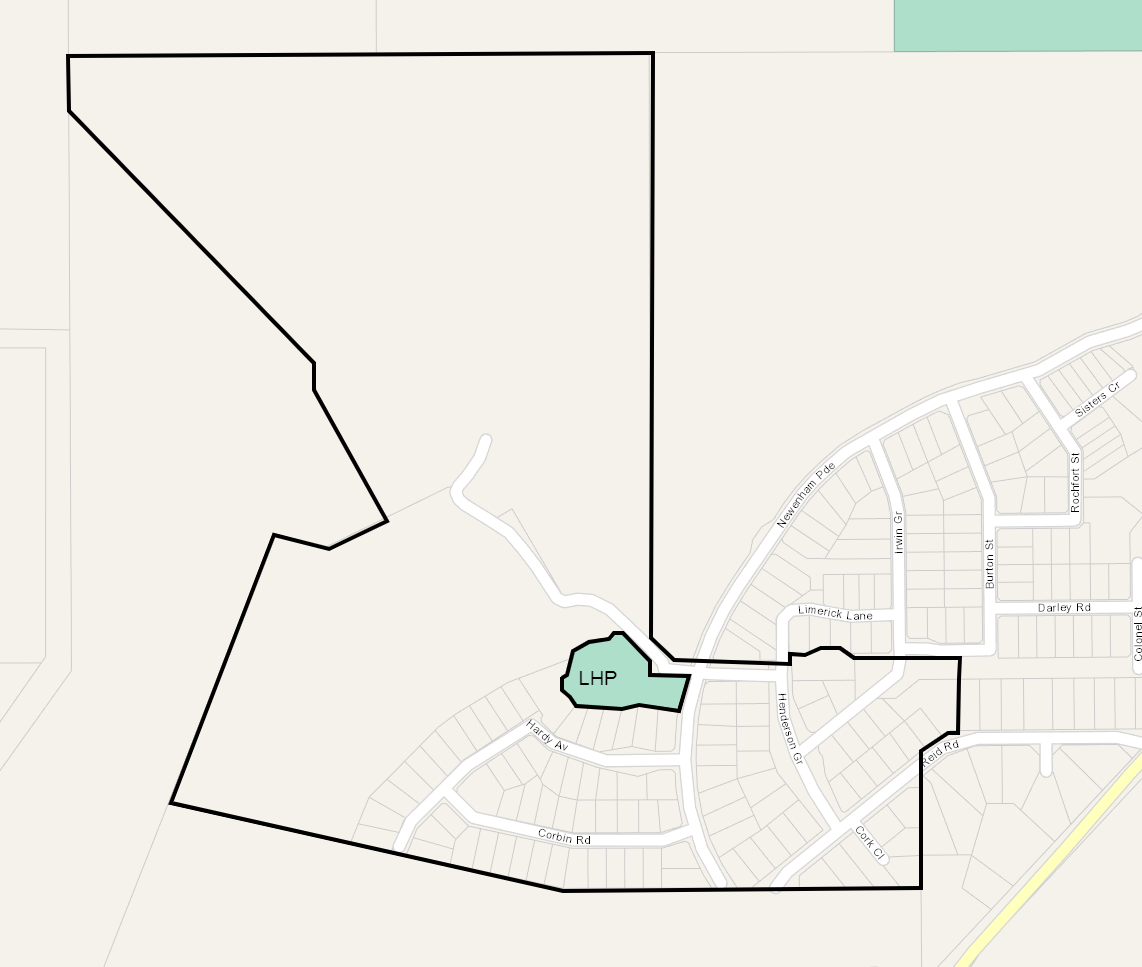 Sisters Cr
Rochfort St
Newenham Pde
Irwin Gr
Burton St
Limerick Lane
Darley Rd
Colonel St
LHP
Henderson Gr
Hardy Av
Reid Rd
Corbin Rd
Cork Cl